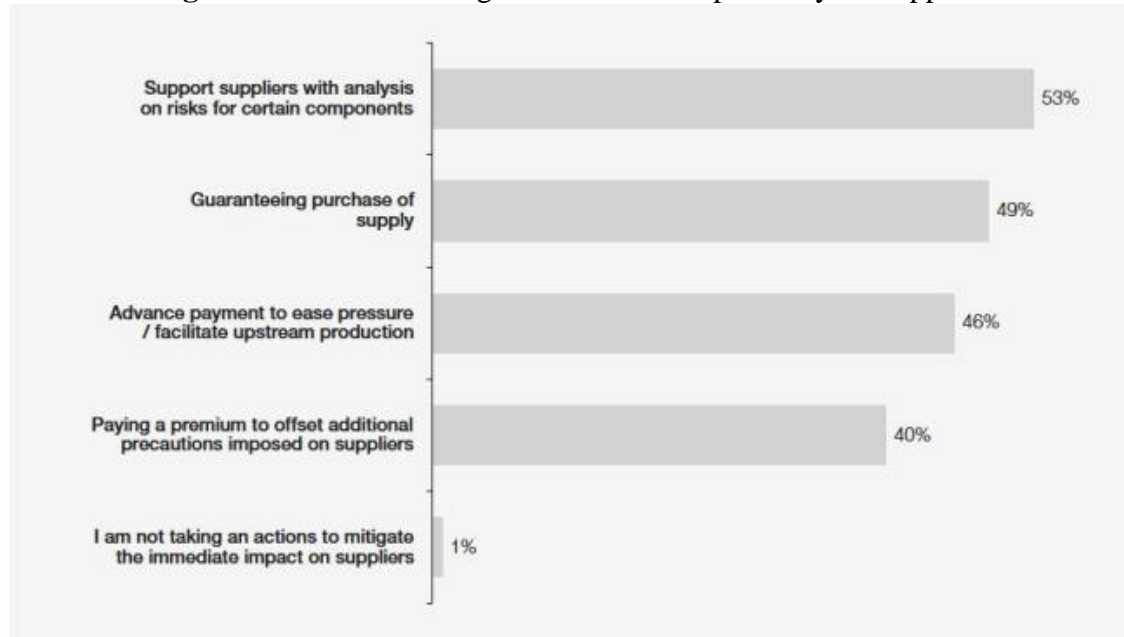 Support suppliers with analysis
on risks for certain components
53%
Guaranteeing purchase of
supply
49%
Advance payment to ease pressure
/ facilitate upstream production
46%
Paying a premium to offset additional
precautions imposed on suppliers
40%
I am not taking an actions to mitigate
the immediate impact on suppliers
1%